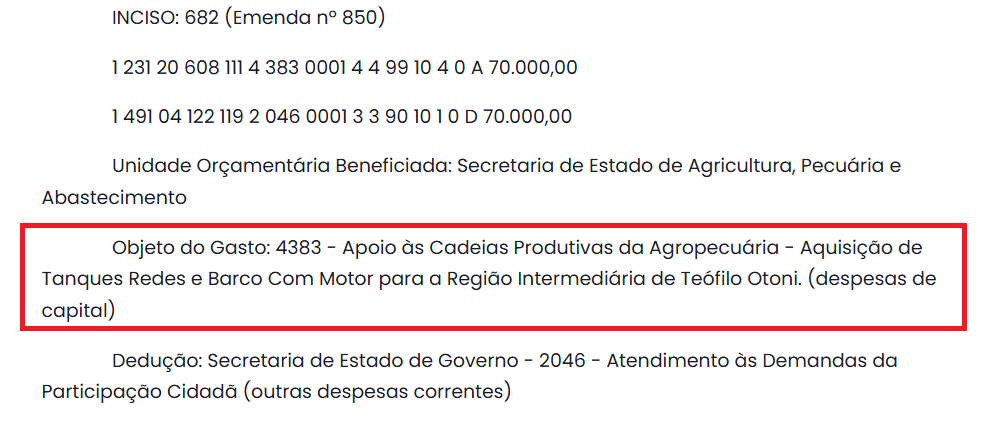 INCISO: 682 (Emenda nº 850)
1 231 20 608 111 4 383 0001 4 4 99 10 4 0 A 70.000,00
1 491 04 122 119 2 046 0001 3 3 90 10 1 0 D 70.000,00
Unidade Orçamentária Beneficiada: Secretaria de Estado de Agricultura, Pecuária e
Abastecimento
Objeto do Gasto: 4383 - Apoio às Cadeias Produtivas da Agropecuária - Aquisição de
Tanques Redes e Barco Com Motor para a Região Intermediária de Teófilo Otoni. (despesas de
capital)
Dedução: Secretaria de Estado de Governo - 2046 - Atendimento às Demandas da
Participação Cidadã (outras despesas correntes)